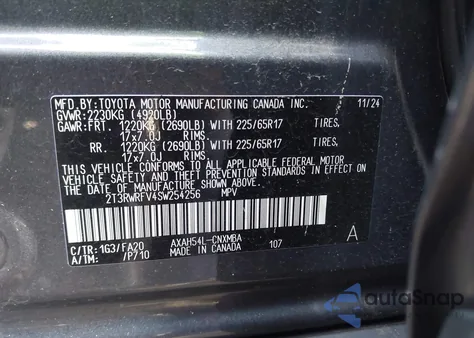 MFD.BY:TOYOTA MOTOR MANUFACTURING CANADA INC. 11/24
GVWR:2230KG (4920LB)
GAWR:FRT. 1220KG (2690LB) WITH 225/65R17 TIRES,
17x7.0J RIMS.
RR. 1220KG (2690LB) WITH 225/65R17 TIRES,
17x7.0J RIMS.
THIS VEHICLE CONFORMS TO ALL APPLICABLE FEDERAL MOTOR
VEHICLE SAFETY AND THEFT PREVENTION STANDARDS IN EFFECT
ON THE DATE OF MANUFACTURE SHOWN ABOVE.
2T3RWRFV4SW254256 MPV
C/TR:1G3/FA20 AXAH54L-CNXMBA A
A/TM: /P710 MADE IN CANADA 107
autoSnap